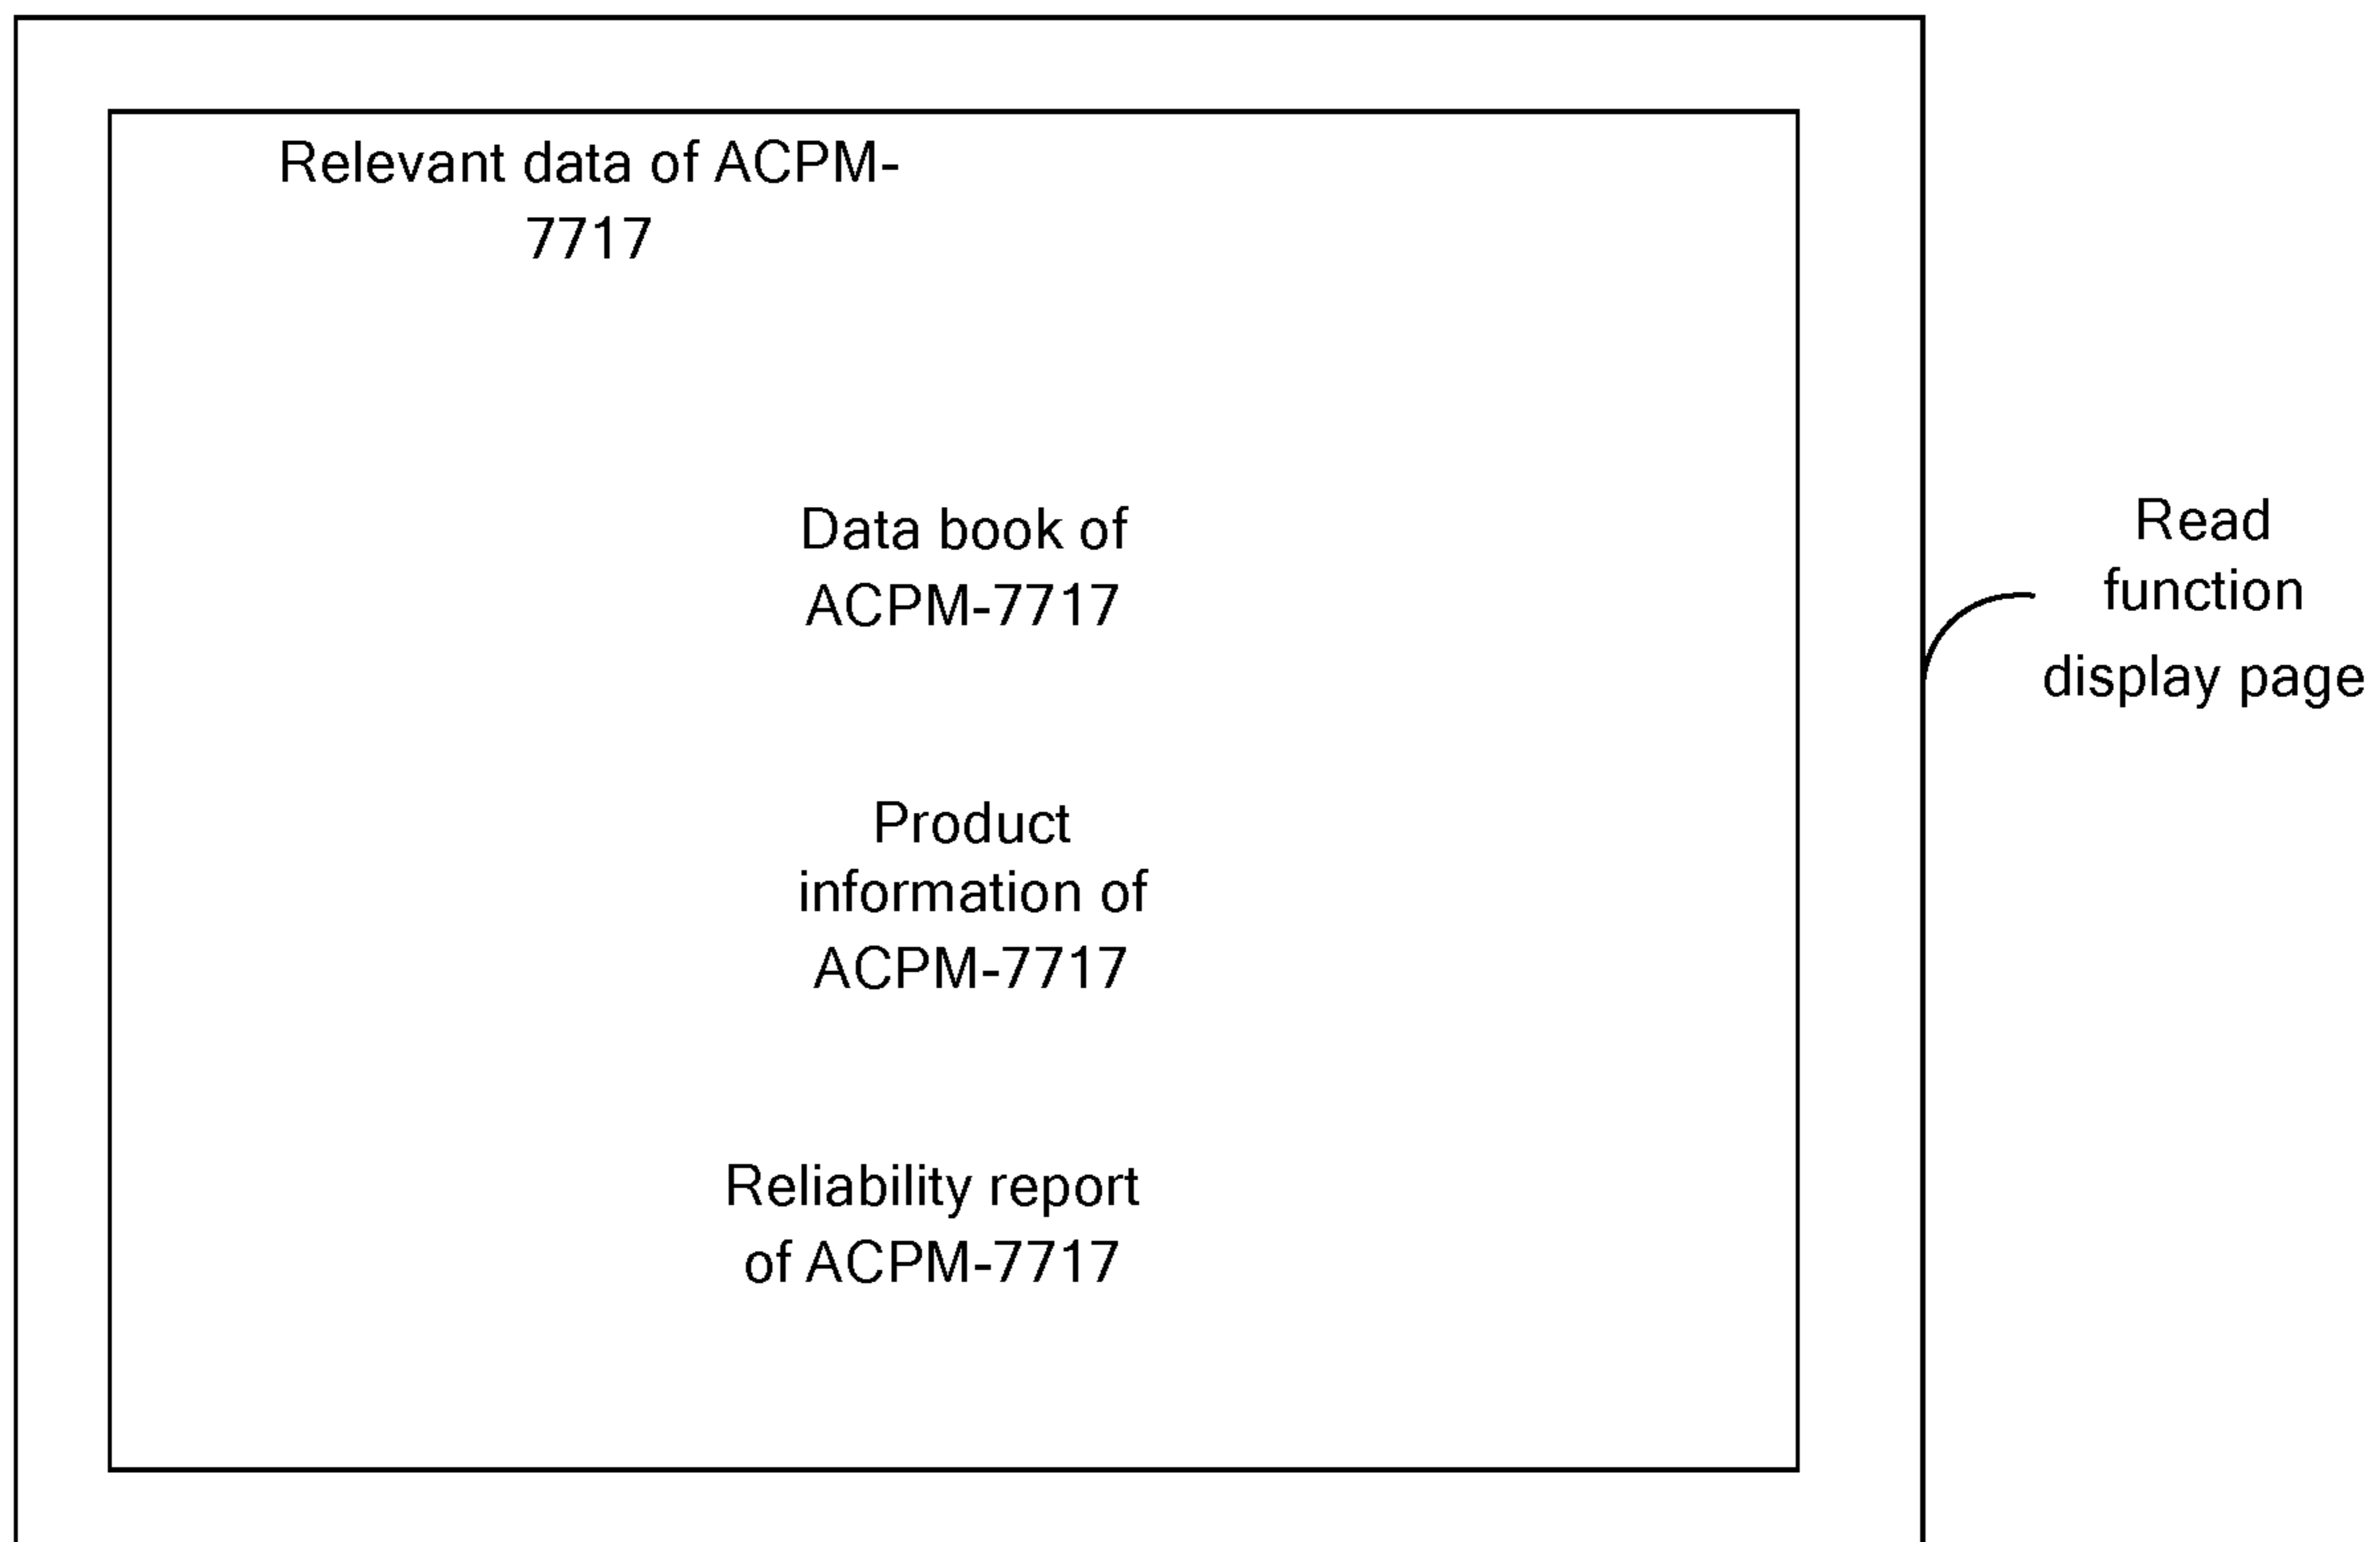 Relevant data of ACPM-
7717
Data book of
ACPM-7717
Product
information of
ACPM-7717
Reliability report
of ACPM-7717
Read
function
display page